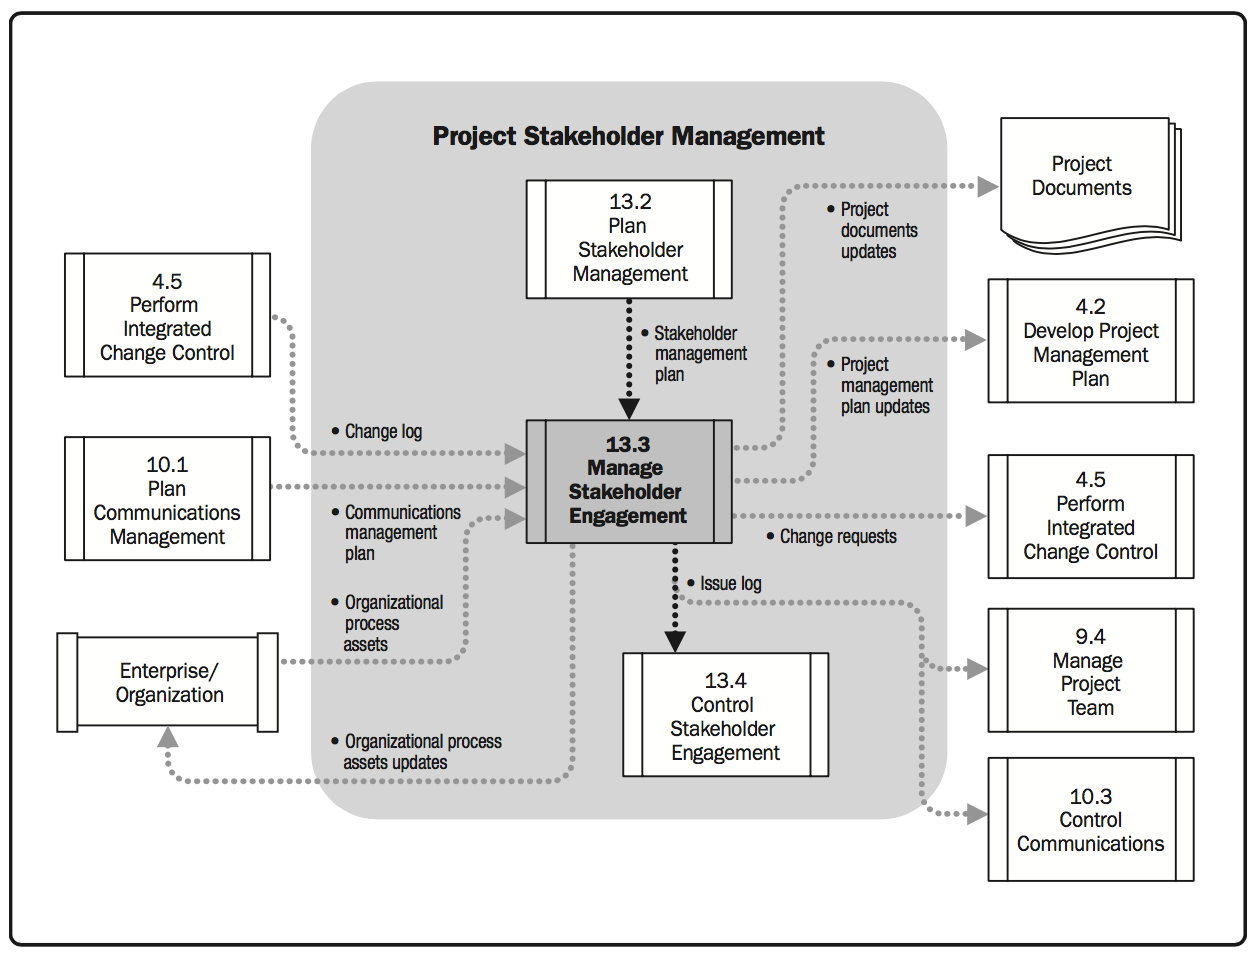 Project Stakeholder Management
13.2
Plan
Stakeholder
Management
Project
Documents
• Project
documents
updates
4.5
Perform
Integrated
Change Control
• Stakeholder
management
plan
4.2
Develop Project
Management
Plan
• Project
management
plan updates
• Change log
13.3
Manage
Stakeholder
Engagement
10.1
Plan
Communications
Management
• Communications
management
plan
4.5
Perform
Integrated
Change Control
• Change requests
• Organizational
process
assets
• Issue log
9.4
Manage
Project
Team
Enterprise/
Organization
13.4
Control
Stakeholder
Engagement
• Organizational process
assets updates
10.3
Control
Communications